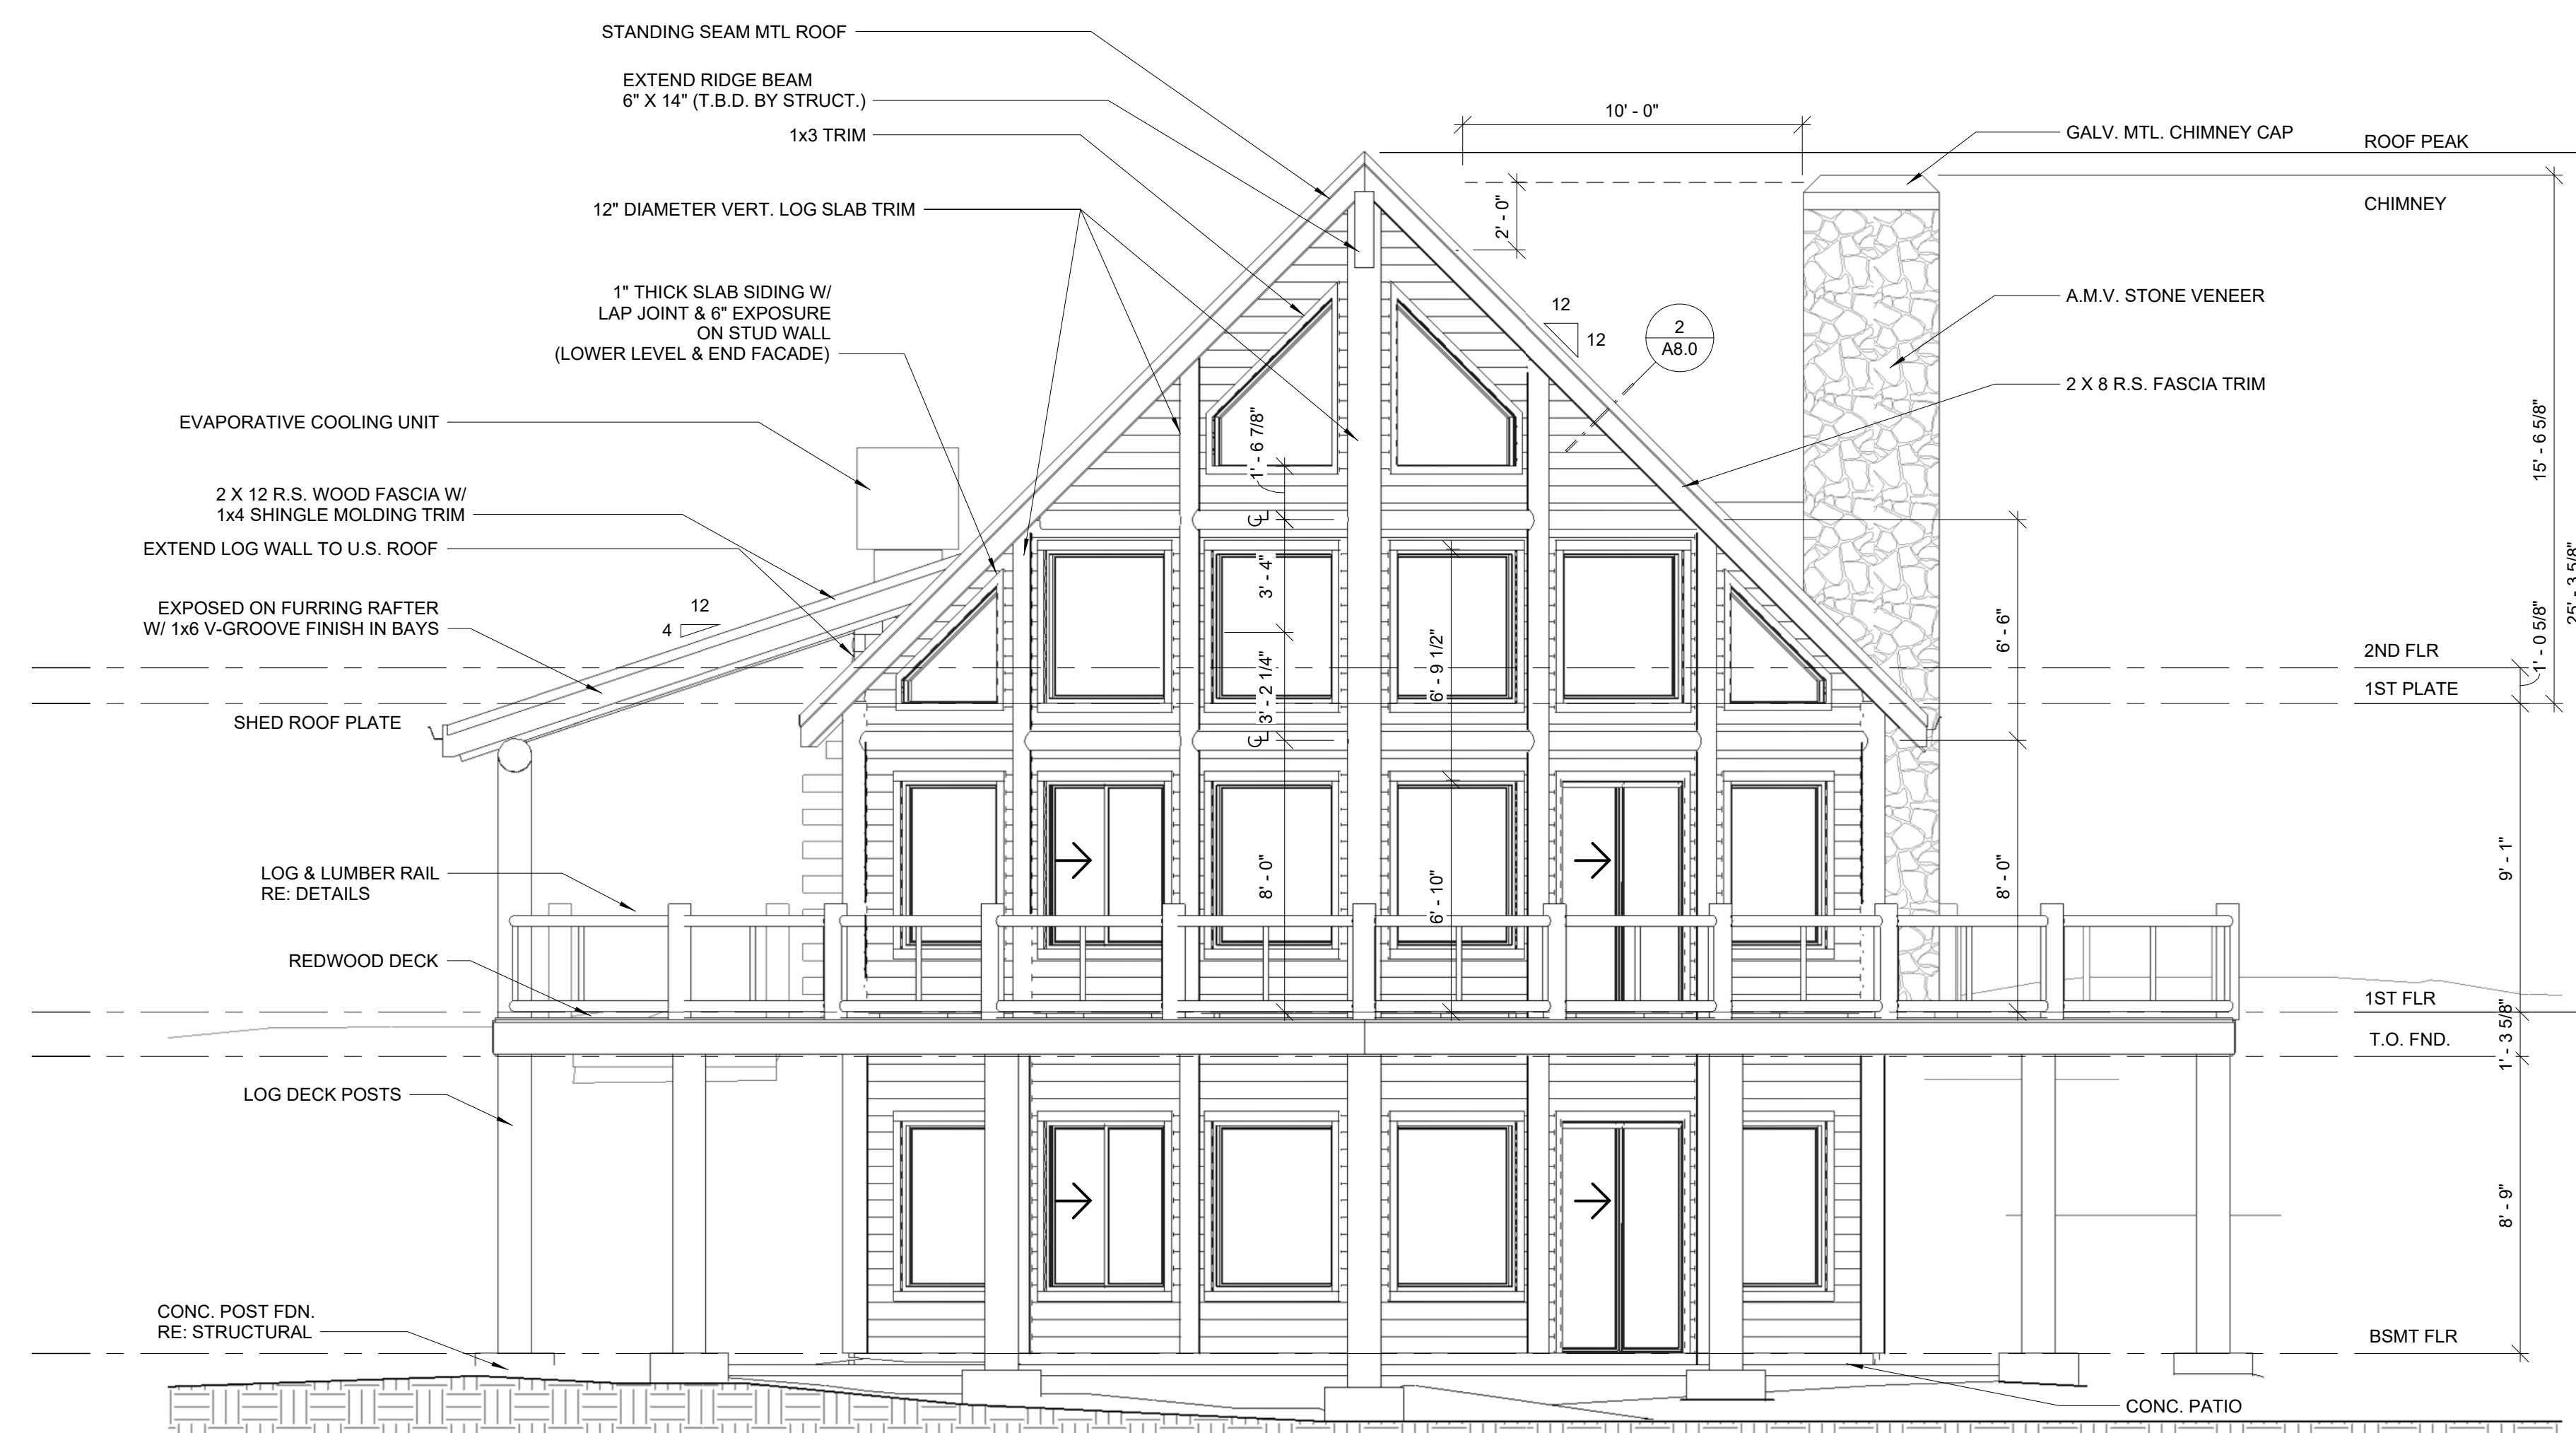 STANDING SEAM MTL ROOF
EXTEND RIDGE BEAM
6" X 14" (T.B.D. BY STRUCT.)
1x3 TRIM
12" DIAMETER VERT. LOG SLAB TRIM
1" THICK SLAB SIDING W/
LAP JOINT & 6" EXPOSURE
ON STUD WALL
(LOWER LEVEL & END FACADE)
EVAPORATIVE COOLING UNIT
2 X 12 R.S. WOOD FASCIA W/
1x4 SHINGLE MOLDING TRIM
EXTEND LOG WALL TO U.S. ROOF
EXPOSED ON FURRING RAFTER
W/ 1x6 V-GROOVE FINISH IN BAYS
12
4
SHED ROOF PLATE
LOG & LUMBER RAIL
RE: DETAILS
REDWOOD DECK
LOG DECK POSTS
CONC. POST FDN.
RE: STRUCTURAL
10' - 0"
2' - 0"
12
12
2
A8.0
1' - 6 7/8"
CL
3' - 4"
3' - 2 1/4"
CL
8' - 0"
6' - 9 1/2"
6' - 10"
6' - 6"
8' - 0"
GALV. MTL. CHIMNEY CAP
A.M.V. STONE VENEER
2 X 8 R.S. FASCIA TRIM
ROOF PEAK
CHIMNEY
15' - 6 5/8"
25' - 3 5/8"
1' - 0 5/8"
2ND FLR
1ST PLATE
9' - 1"
1ST FLR
1' - 3 5/8"
T.O. FND.
8' - 9"
BSMT FLR
CONC. PATIO